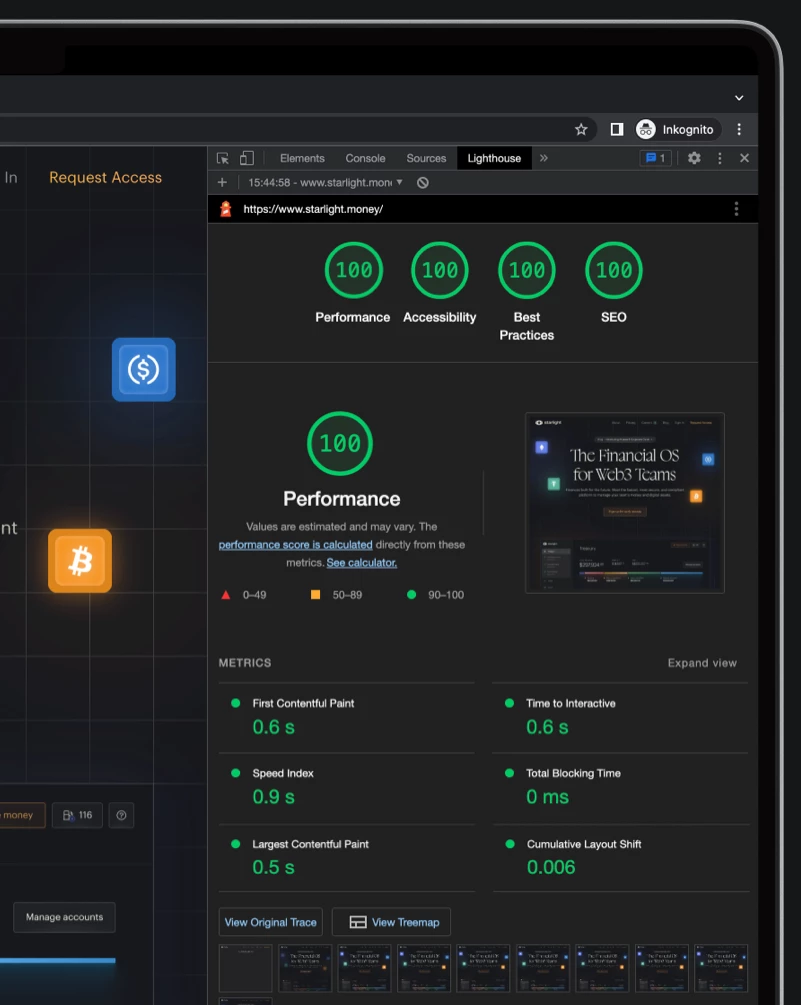 Inkognito
In
Request Access
Elements
Console
Sources
Lighthouse
»
1
15:44:58 - www.starlight.mon
https://www.starlight.money/
100
100
100
100
Performance
Accessibility
Best
Practices
SEO
100
Performance
Values are estimated and may vary. The
performance score is calculated directly from these
metrics. See calculator.
0–49
50–89
90–100
starlight
The Financial OS
for Web3 Teams
nt
METRICS
Expand view
First Contentful Paint
0.6 s
Time to Interactive
0.6 s
Speed Index
0.9 s
Total Blocking Time
0 ms
Largest Contentful Paint
0.5 s
Cumulative Layout Shift
0.006
money
116
Manage accounts
View Original Trace
View Treemap